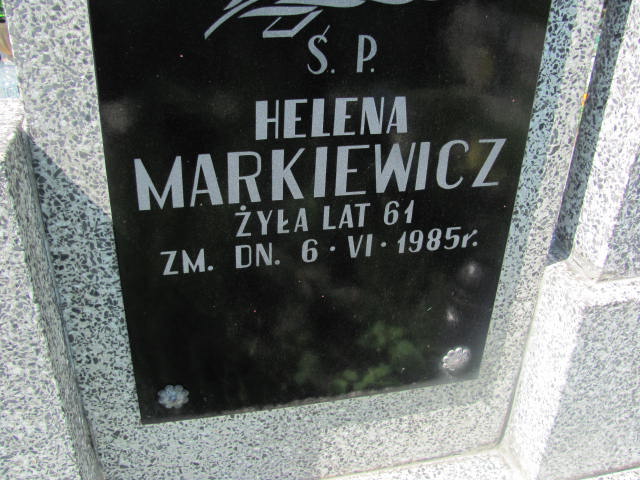 Ś. P.
HELENA
MARKIEWICZ
ŻYŁA LAT 61
ZM. DN. 6 · VI · 1985r.